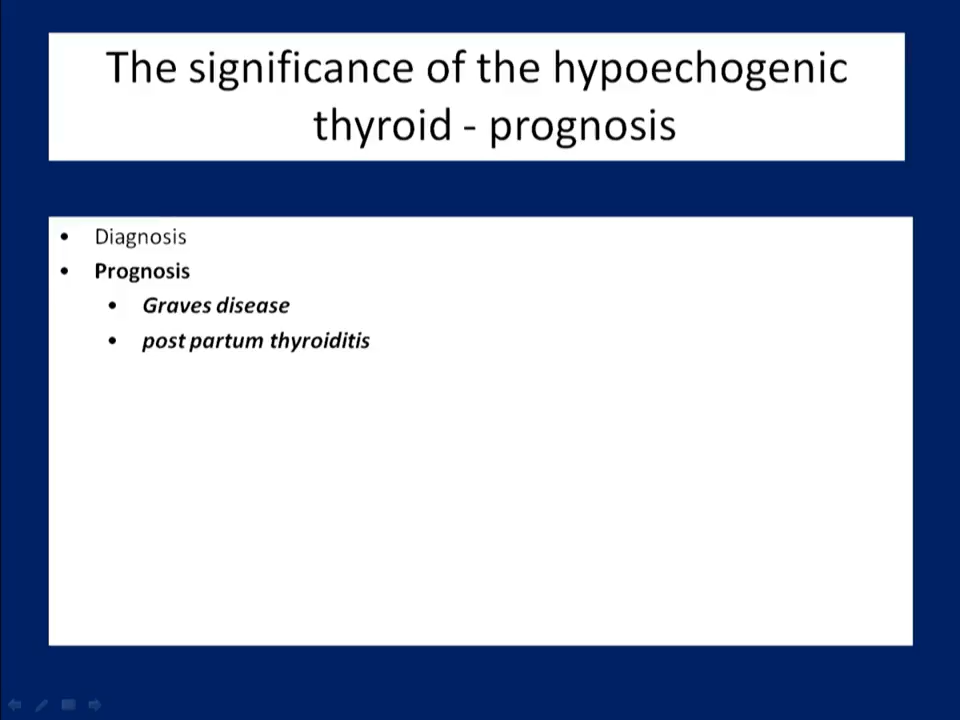 The significance of the hypoechogenic
thyroid - prognosis
• Diagnosis
• Prognosis
• Graves disease
• post partum thyroiditis